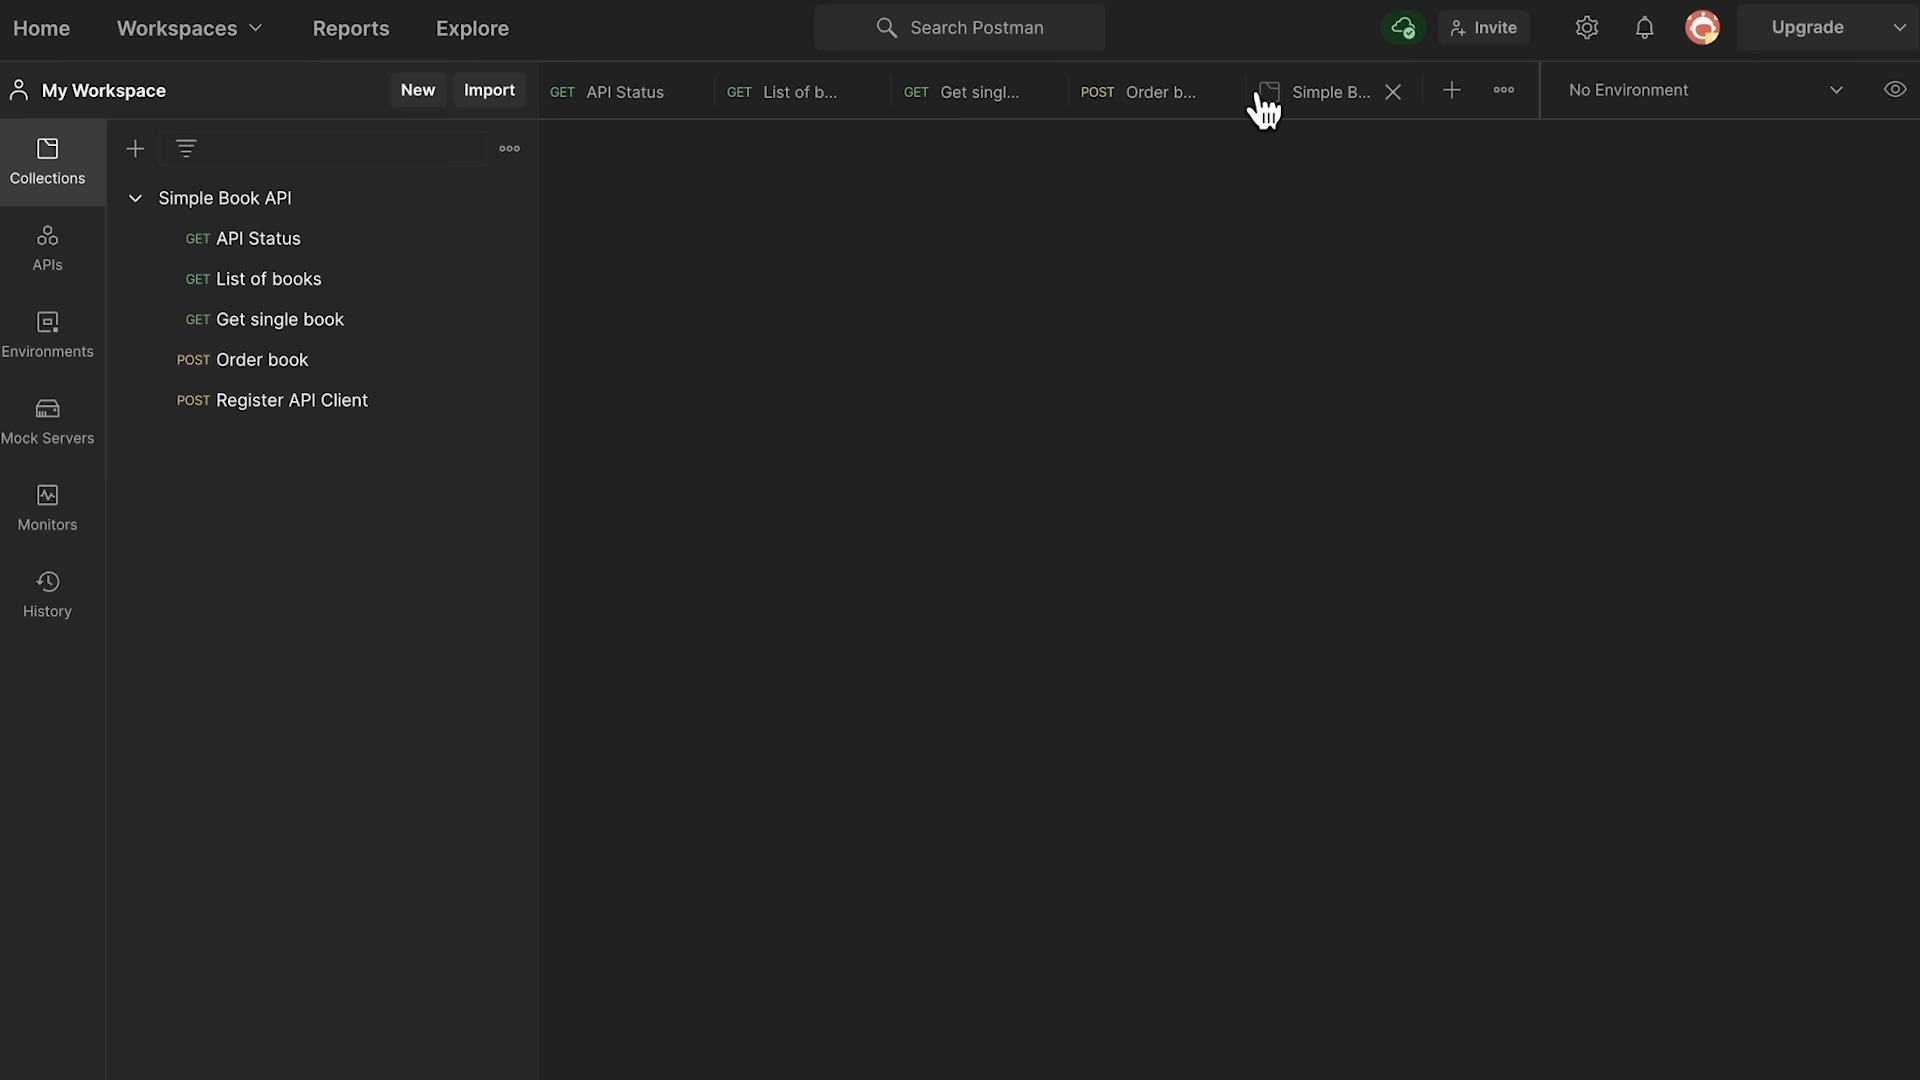 Home Workspaces Reports Explore Search Postman Invite Upgrade
My Workspace New Import GET API Status GET List of b... GET Get singl... POST Order b... Simple B... No Environment
Collections
Simple Book API
GET API Status
APIs
GET List of books
GET Get single book
Environments
POST Order book
POST Register API Client
Mock Servers
Monitors
History